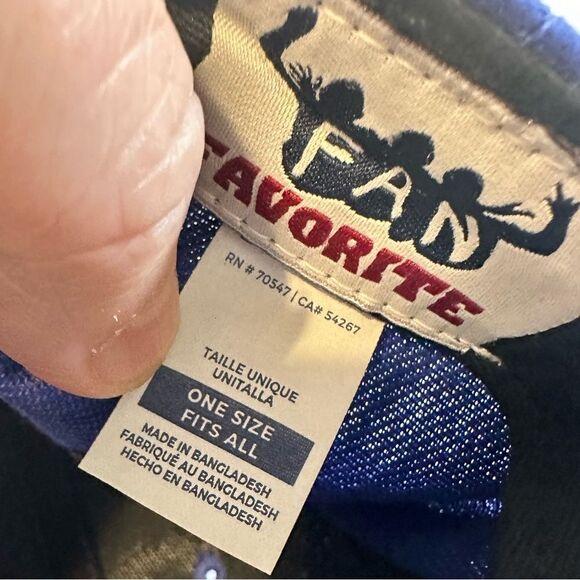 FAN
FAVORITE
RN # 70547 | CA# 54267
TAILLE UNIQUE
UNITALLA
ONE SIZE
FITS ALL
MADE IN BANGLADESH
FABRIQUÉ AU BANGLADESH
HECHO EN BANGLADESH